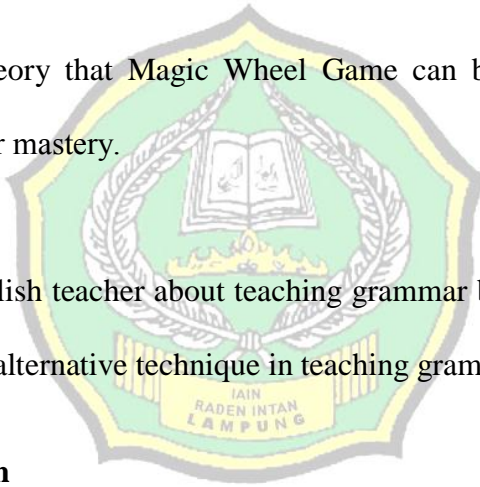 eory that Magic Wheel Game can b
r mastery.
lish teacher about teaching grammar b
alternative technique in teaching gram
IAIN
RADEN INTAN
LAMPUNG
n